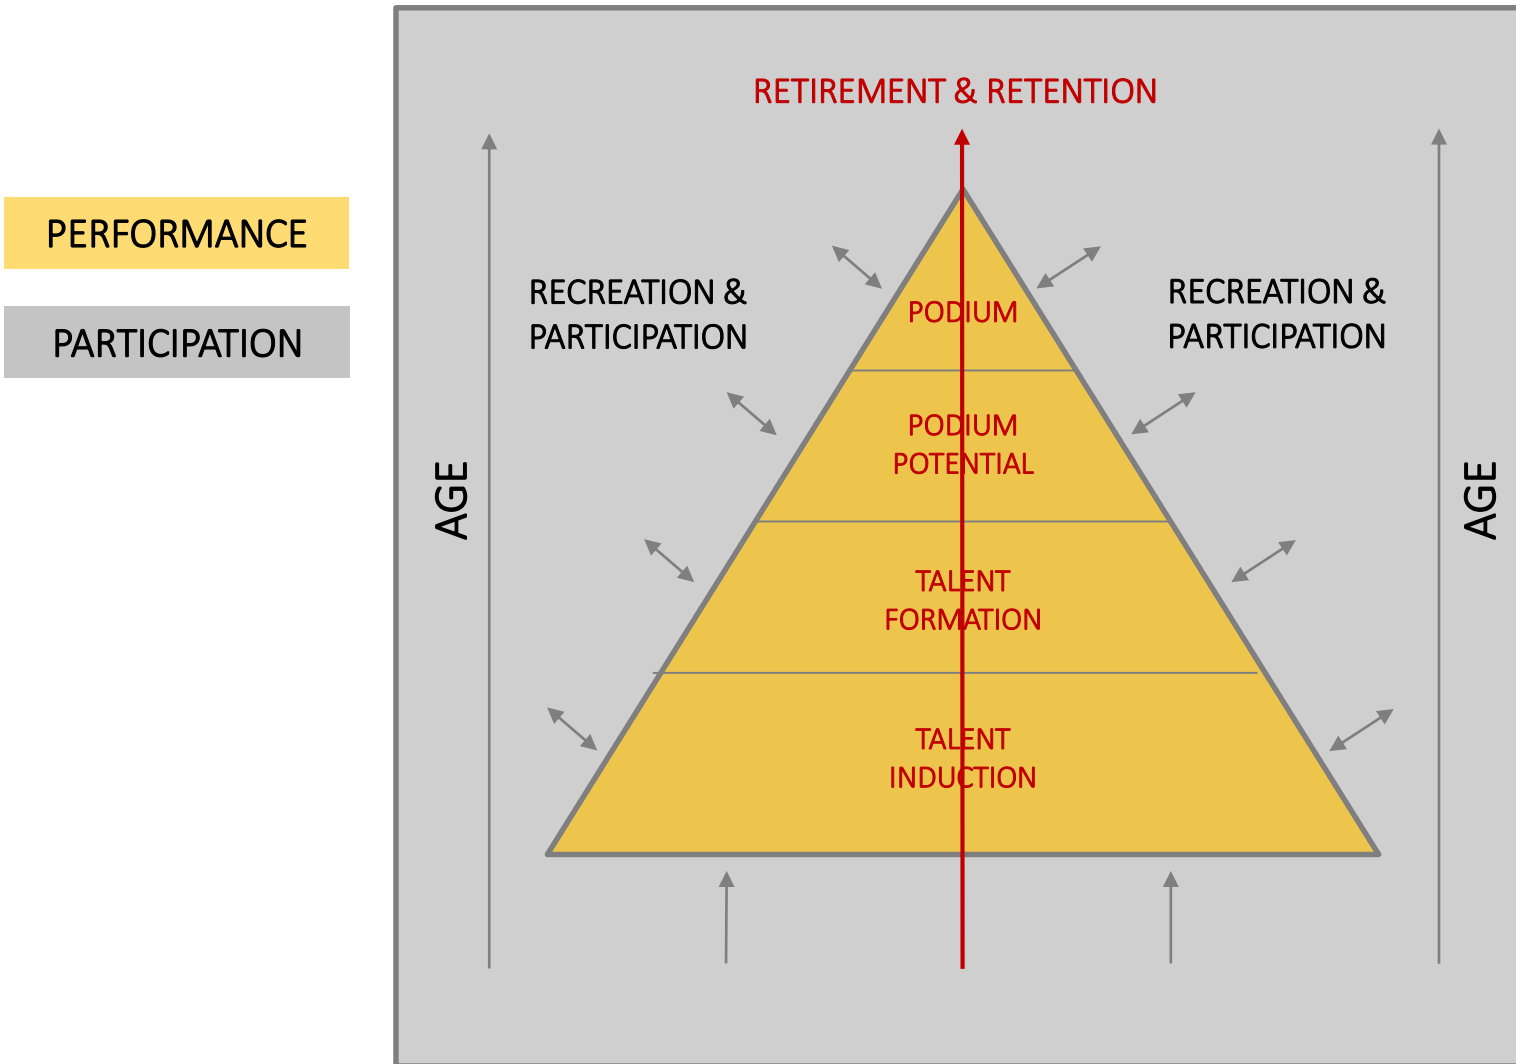 PERFORMANCE
PARTICIPATION
RETIREMENT & RETENTION
RECREATION &
PARTICIPATION
RECREATION &
PARTICIPATION
AGE
AGE
PODIUM
PODIUM
POTENTIAL
TALENT
FORMATION
TALENT
INDUCTION